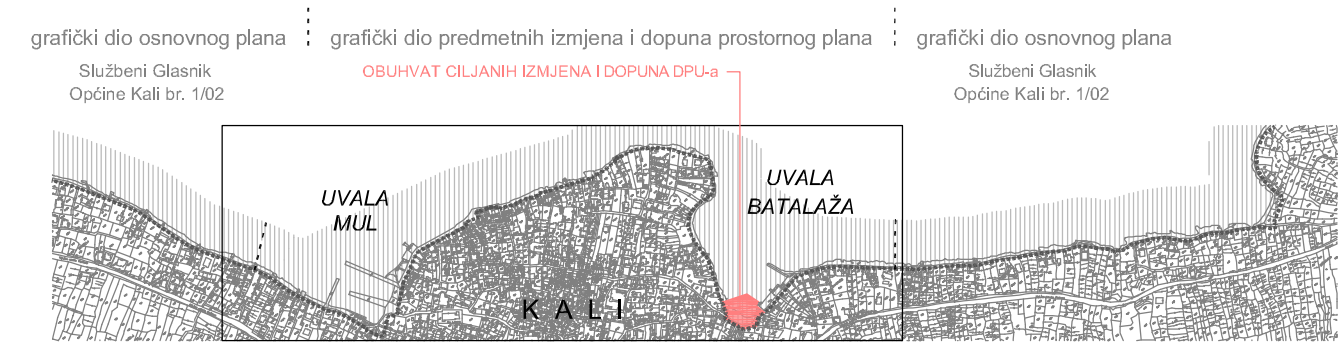 grafički dio osnovnog plana
Službeni Glasnik
Općine Kali br. 1/02
grafički dio predmetnih izmjena i dopuna prostornog plana
OBUHVAT CILJANIH IZMJENA I DOPUNA DPU-a
grafički dio osnovnog plana
Službeni Glasnik
Općine Kali br. 1/02
UVALA
MUL
UVALA
BATALAŽA
KALI